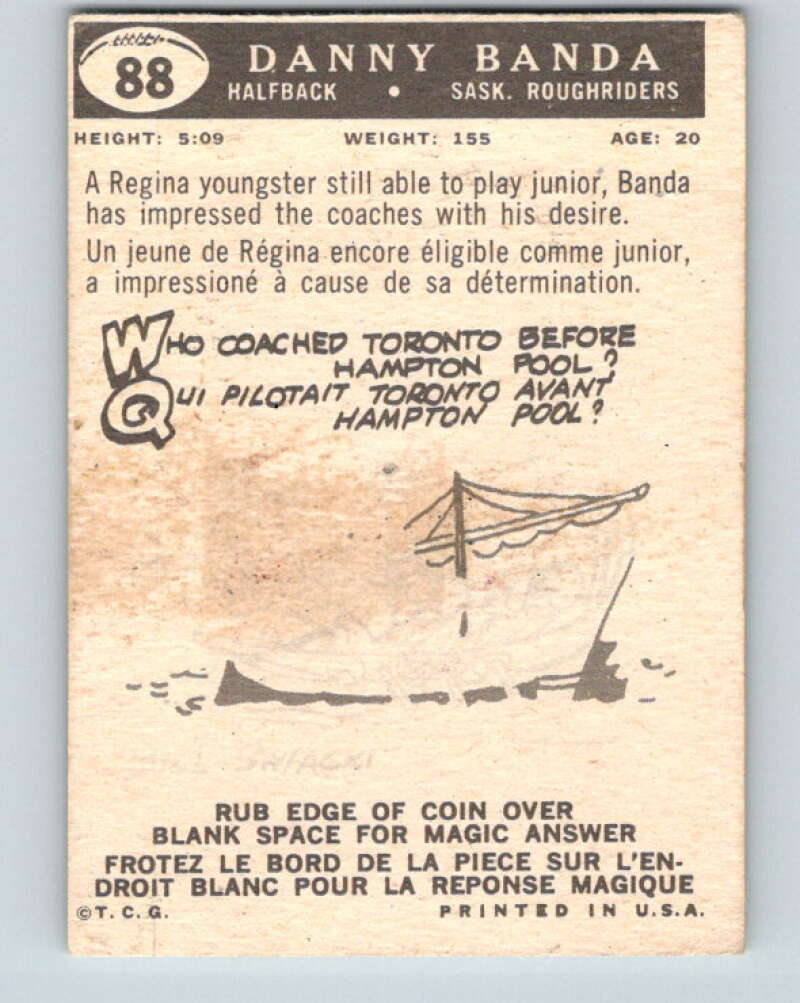 88
DANNY BANDA
HALFBACK • SASK. ROUGHRIDERS
HEIGHT: 5:09 WEIGHT: 155 AGE: 20
A Regina youngster still able to play junior, Banda
has impressed the coaches with his desire.
Un jeune de Régina encore éligible comme junior,
a impressioné à cause de sa détermination.
WHO COACHED TORONTO BEFORE
HAMPTON POOL?
QUI PILOTAIT TORONTO AVANT
HAMPTON POOL?
RUB EDGE OF COIN OVER
BLANK SPACE FOR MAGIC ANSWER
FROTEZ LE BORD DE LA PIECE SUR L'EN-
DROIT BLANC POUR LA REPONSE MAGIQUE
©T.C.G. PRINTED IN U.S.A.